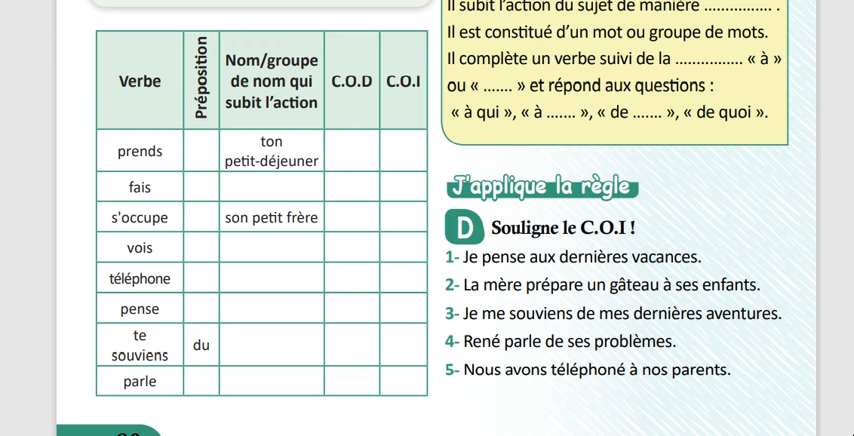 Verbe
Préposition
Nom/groupe
de nom qui
subit l'action
C.O.D
C.O.I
prends
ton
petit-déjeuner
fais
s'occupe
son petit frère
vois
téléphone
pense
te
souviens
du
parle
Il subit l'action du sujet de manière ................ .
Il est constitué d'un mot ou groupe de mots.
Il complète un verbe suivi de la ................ « à »
ou « ....... » et répond aux questions :
« à qui », « à ....... », « de ....... », « de quoi ».
J'applique la règle
D Souligne le C.O.I !
1- Je pense aux dernières vacances.
2- La mère prépare un gâteau à ses enfants.
3- Je me souviens de mes dernières aventures.
4- René parle de ses problèmes.
5- Nous avons téléphoné à nos parents.